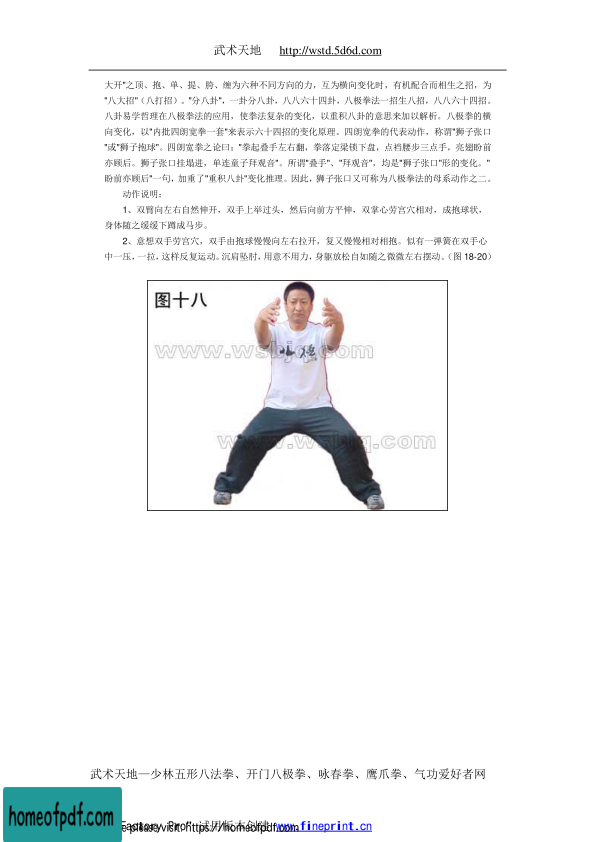 武术天地 http://wstd.5d6d.com
大开"之顶、抱、单、提、胯、缠为六种不同方向的力，互为横向变化时，有机配合而相生之招，为
"八大招"（八打招）。"分八卦"，一卦分八卦，八八六十四卦，八极拳法一招生八招，八八六十四招。
八卦易学哲理在八极拳法的应用，使拳法复杂的变化，以重积八卦的意思来加以解析。八极拳的横
向变化，以"内批四朗宽拳一套"来表示六十四招的变化原理。四朗宽拳的代表动作，称谓"狮子张口
"或"狮子抱球"。四朗宽拳之论曰："拳起叠手左右翻，拳落定梁锁下盘，点裆腰步三点手，亮翅盼前
亦顾后。狮子张口挂塌进，单连童子拜观音"。所谓"叠手"、"拜观音"，均是"狮子张口"形的变化。"
盼前亦顾后"一句，加重了"重积八卦"变化推理。因此，狮子张口又可称为八极拳法的母系动作之二。
动作说明：
1、双臂向左右自然伸开，双手上举过头，然后向前方平伸，双掌心劳宫穴相对，成抱球状，
身体随之缓缓下蹲成马步。
2、意想双手劳宫穴，双手由抱球慢慢向左右拉开，复又慢慢相对相抱。似有一弹簧在双手心
中一压，一拉，这样反复运动。沉肩坠肘，用意不用力，身躯放松自如随之微微左右摆动。（图 18-20）
图十八
www.wsbjq.com
www.wsbjq.com
武术天地—少林五形八法拳、开门八极拳、咏春拳、鹰爪拳、气功爱好者网
homeofpdf.com
Factory Pro" 试用版本创建 www.fineprint.cn
please visit: https://homeofpdf.com